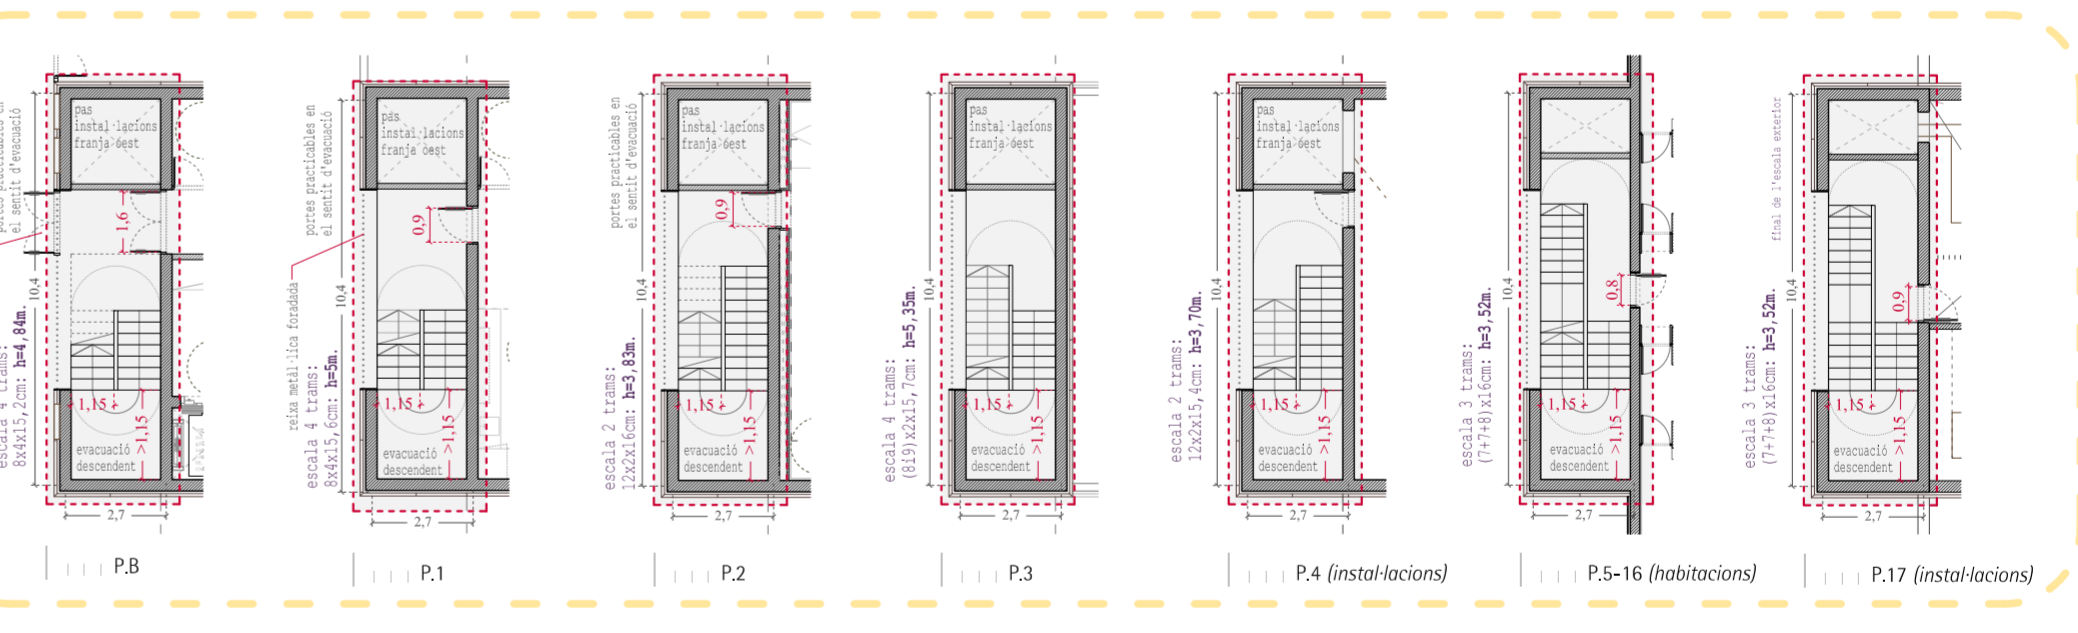 el sentit d'evacuació
10,4
escala 4 trams:
8x4x15,2cm: h=4,84m.
pas
instal·lacions
franja oest
1,6
1,15
>1,15
evacuació
descendent
2,7
P.B
reixa metàl·lica foradada
portes practicables en
el sentit d'evacuació
10,4
escala 4 trams:
8x4x15,6cm: h=5m.
pas
instal·lacions
franja oest
0,9
1,15
>1,15
evacuació
descendent
2,7
P.1
portes practicables en
el sentit d'evacuació
10,4
escala 2 trams:
12x2x16cm: h=3,83m.
pas
instal·lacions
franja oest
0,9
1,15
>1,15
evacuació
descendent
2,7
P.2
10,4
escala 4 trams:
(8i9)x2x15,7cm: h=5,35m.
pas
instal·lacions
franja oest
1,15
>1,15
evacuació
descendent
2,7
P.3
10,4
escala 2 trams:
12x2x15,4cm: h=3,70m.
pas
instal·lacions
franja oest
1,15
>1,15
evacuació
descendent
2,7
P.4 (instal·lacions)
10,4
escala 3 trams:
(7+7+8)x16cm: h=3,52m.
0,8
1,15
>1,15
evacuació
descendent
2,7
P.5-16 (habitacions)
final de l'escala exterior
10,4
escala 3 trams:
(7+7+8)x16cm: h=3,52m.
0,9
1,15
>1,15
evacuació
descendent
2,7
P.17 (instal·lacions)